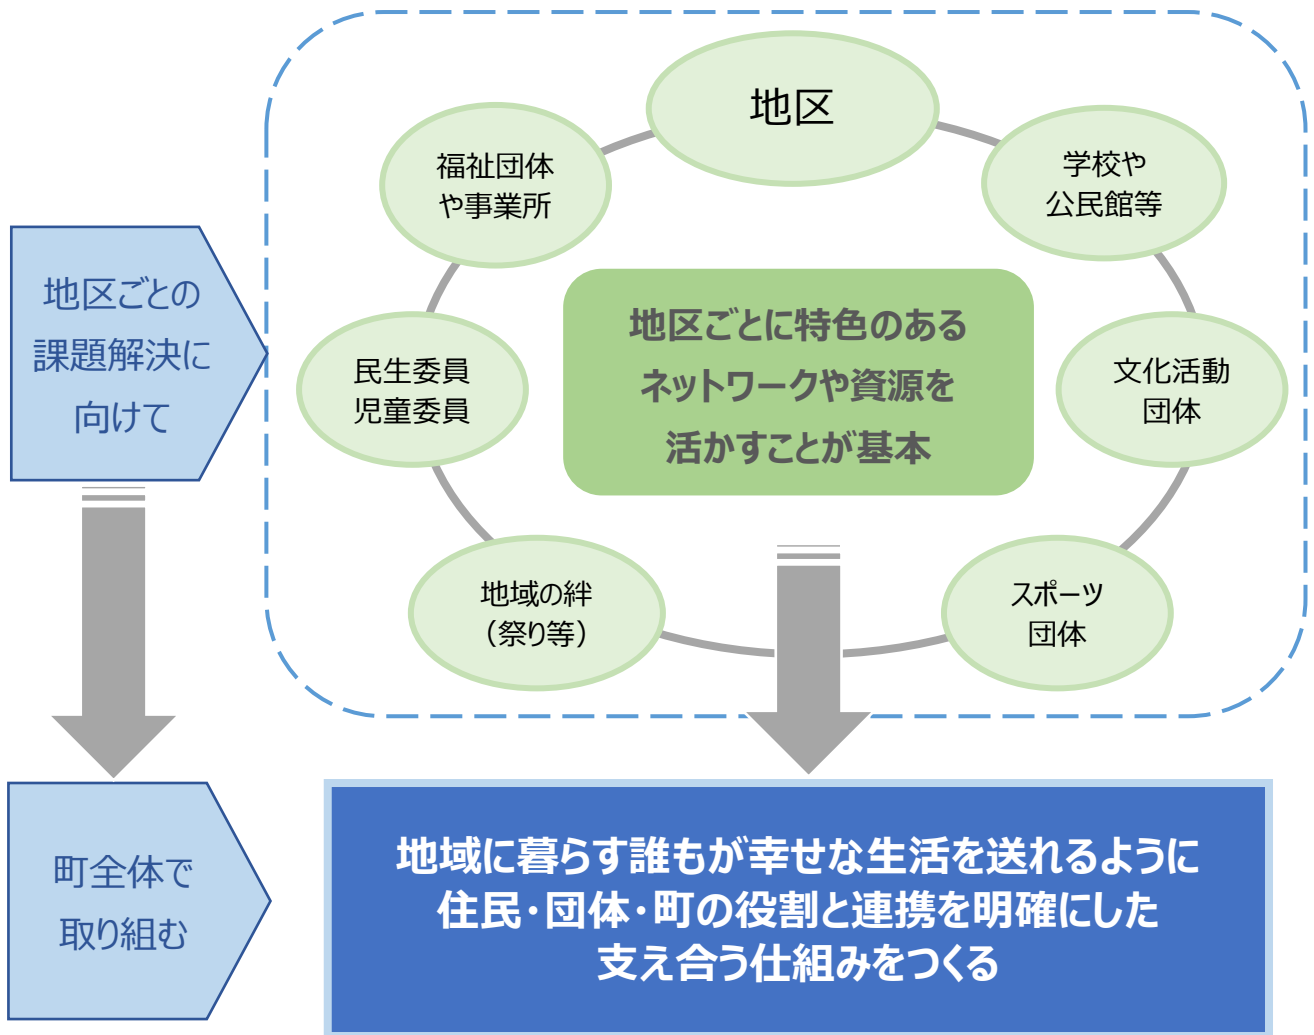 地区
福祉団体
や事業所
学校や
公民館等
地区ごとの
課題解決に
向けて
地区ごとに特色のある
ネットワークや資源を
活かすことが基本
民生委員
児童委員
文化活動
団体
地域の絆
（祭り等）
スポーツ
団体
町全体で
取り組む
地域に暮らす誰もが幸せな生活を送れるように
住民・団体・町の役割と連携を明確にした
支え合う仕組みをつくる